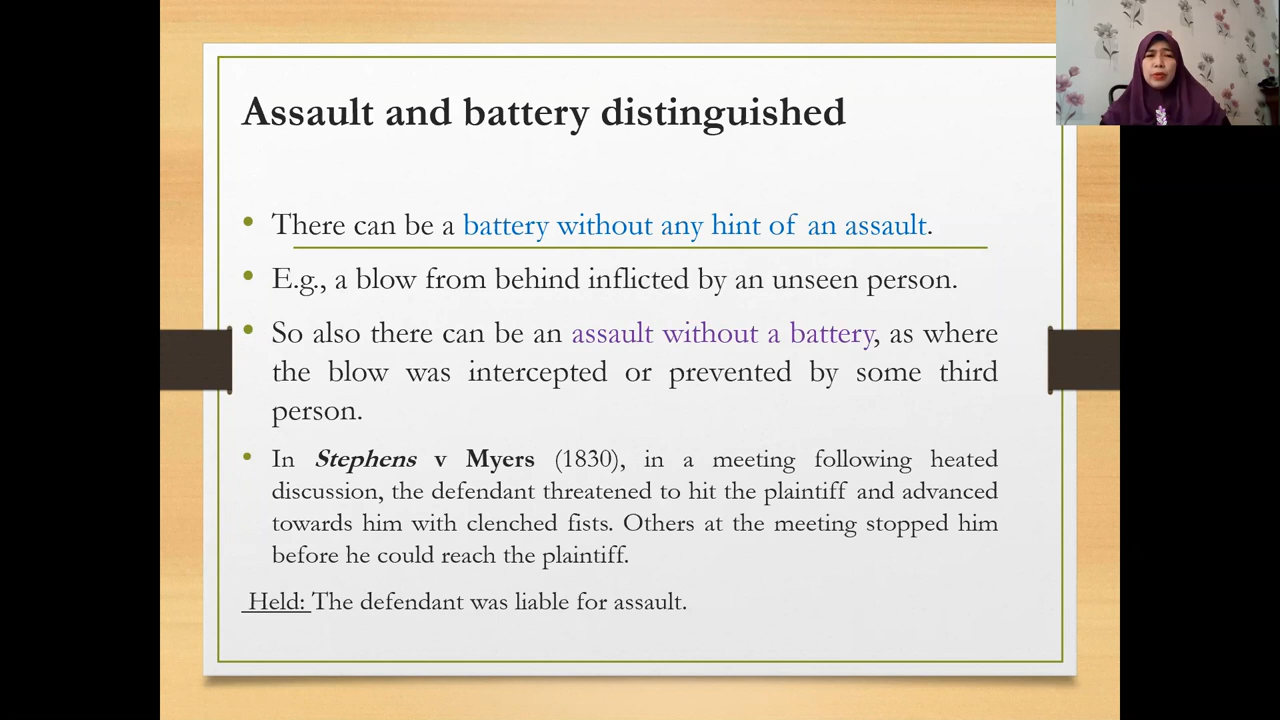 Assault and battery distinguished
• There can be a battery without any hint of an assault.
• E.g., a blow from behind inflicted by an unseen person.
• So also there can be an assault without a battery, as where
the blow was intercepted or prevented by some third
person.
• In Stephens v Myers (1830), in a meeting following heated
discussion, the defendant threatened to hit the plaintiff and advanced
towards him with clenched fists. Others at the meeting stopped him
before he could reach the plaintiff.
Held: The defendant was liable for assault.